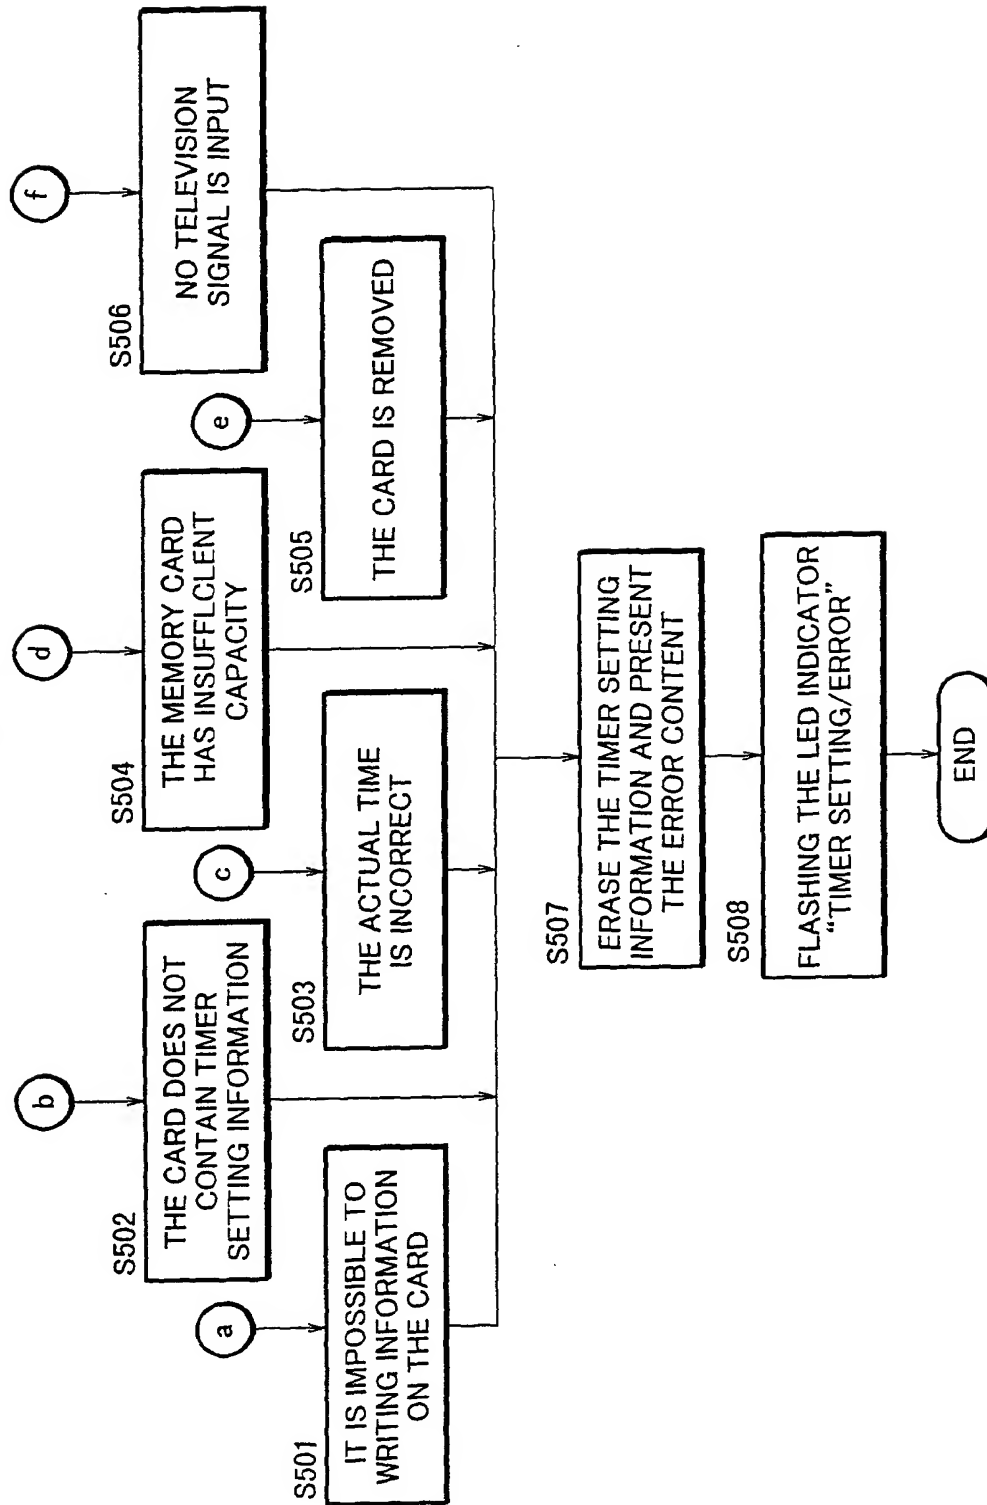 a
S501
IT IS IMPOSSIBLE TO
WRITING INFORMATION
ON THE CARD
b
S502
THE CARD DOES NOT
CONTAIN TIMER
SETTING INFORMATION
c
S503
THE ACTUAL TIME
IS INCORRECT
d
S504
THE MEMORY CARD
HAS INSUFFLCLENT
CAPACITY
e
S505
THE CARD IS REMOVED
f
S506
NO TELEVISION
SIGNAL IS INPUT
S507
ERASE THE TIMER SETTING
INFORMATION AND PRESENT
THE ERROR CONTENT
S508
FLASHING THE LED INDICATOR
“TIMER SETTING/ERROR”
END